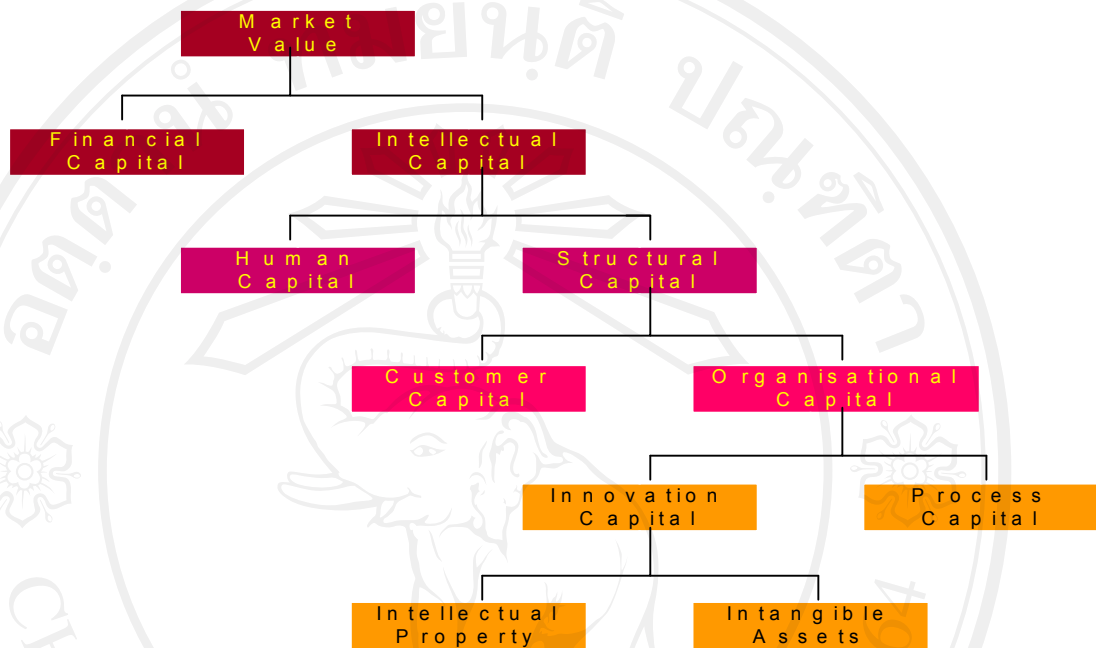 Market
Value
Financial
Capital
Intellectual
Capital
Human
Capital
Structural
Capital
Customer
Capital
Organisational
Capital
Innovation
Capital
Process
Capital
Intellectual
Property
Intangible
Assets